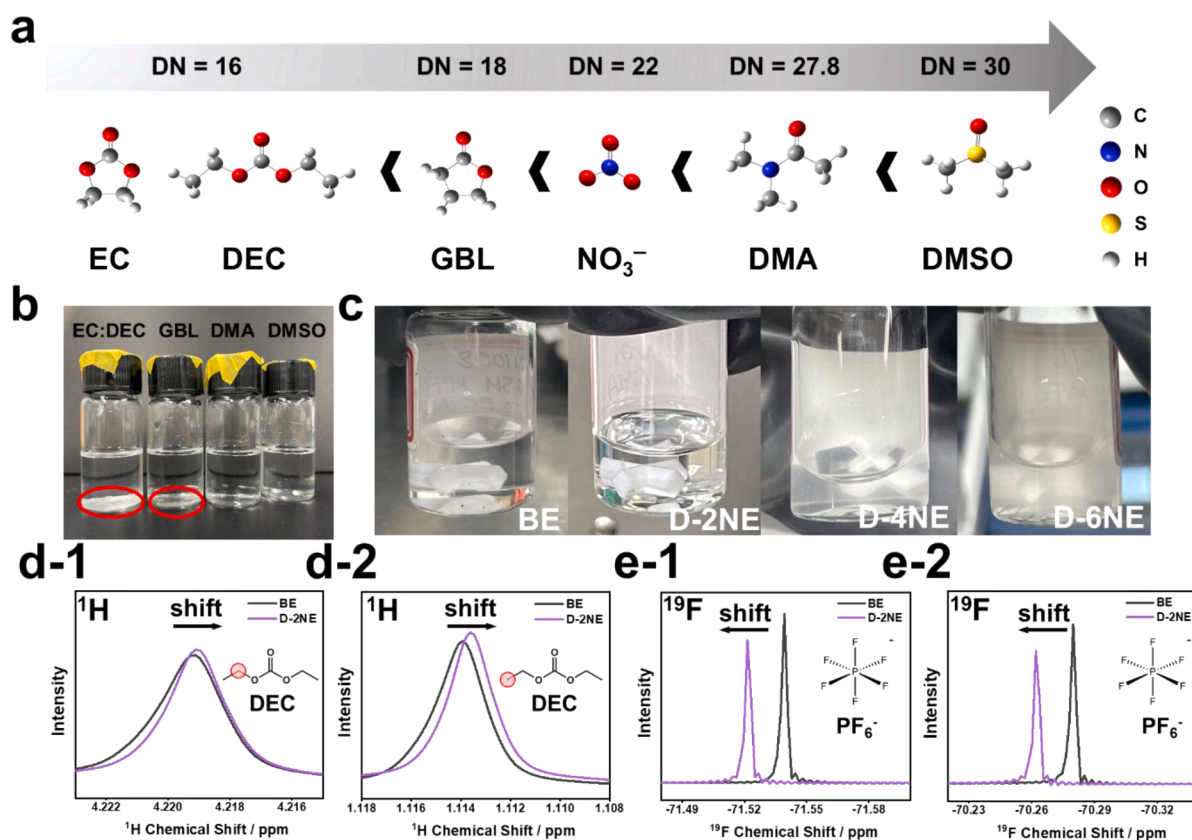 a
DN = 16 DN = 18 DN = 22 DN = 27.8 DN = 30
C
N
O
S
H
EC DEC GBL NO₃⁻ DMA DMSO
b
EC:DEC GBL DMA DMSO
c
BE
D-2NE
D-4NE
D-6NE
d-1
¹H
shift
BE
D-2NE
O
O O
DEC
Intensity
4.222 4.220 4.218 4.216
¹H Chemical Shift / ppm
d-2
¹H
shift
BE
D-2NE
O
O O
DEC
Intensity
1.118 1.116 1.114 1.112 1.110 1.108
¹H Chemical Shift / ppm
e-1
¹⁹F
shift
BE
D-2NE
F
F F
P
F F
F
-
PF₆⁻
Intensity
-71.49 -71.52 -71.55 -71.58
¹⁹F Chemical Shift / ppm
e-2
¹⁹F
shift
BE
D-2NE
F
F F
P
F F
F
-
PF₆⁻
Intensity
-70.23 -70.26 -70.29 -70.32
¹⁹F Chemical Shift / ppm